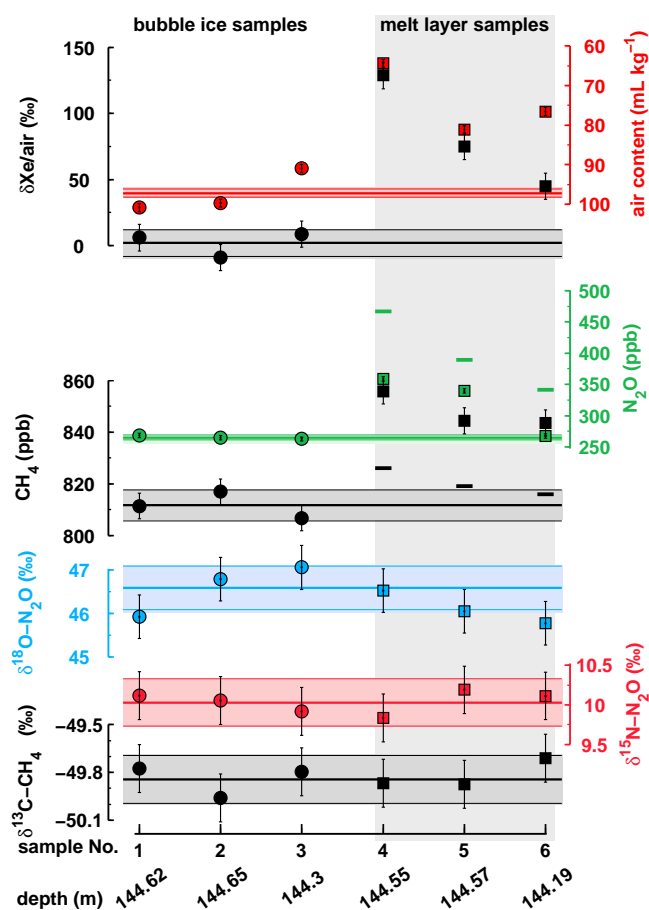 bubble ice samples melt layer samples
δXe/air (‰)
150
100
50
0
air content (mL kg⁻¹)
60
70
80
90
100
N₂O (ppb)
500
450
400
350
300
250
CH₄ (ppb)
860
840
820
800
δ¹⁸O–N₂O (‰)
47
46
45
δ¹⁵N–N₂O (‰)
10.5
10
9.5
δ¹³C–CH₄ (‰)
−49.5
−49.8
−50.1
sample No. 1 2 3 4 5 6
depth (m) 144.62 144.65 144.3 144.55 144.57 144.19